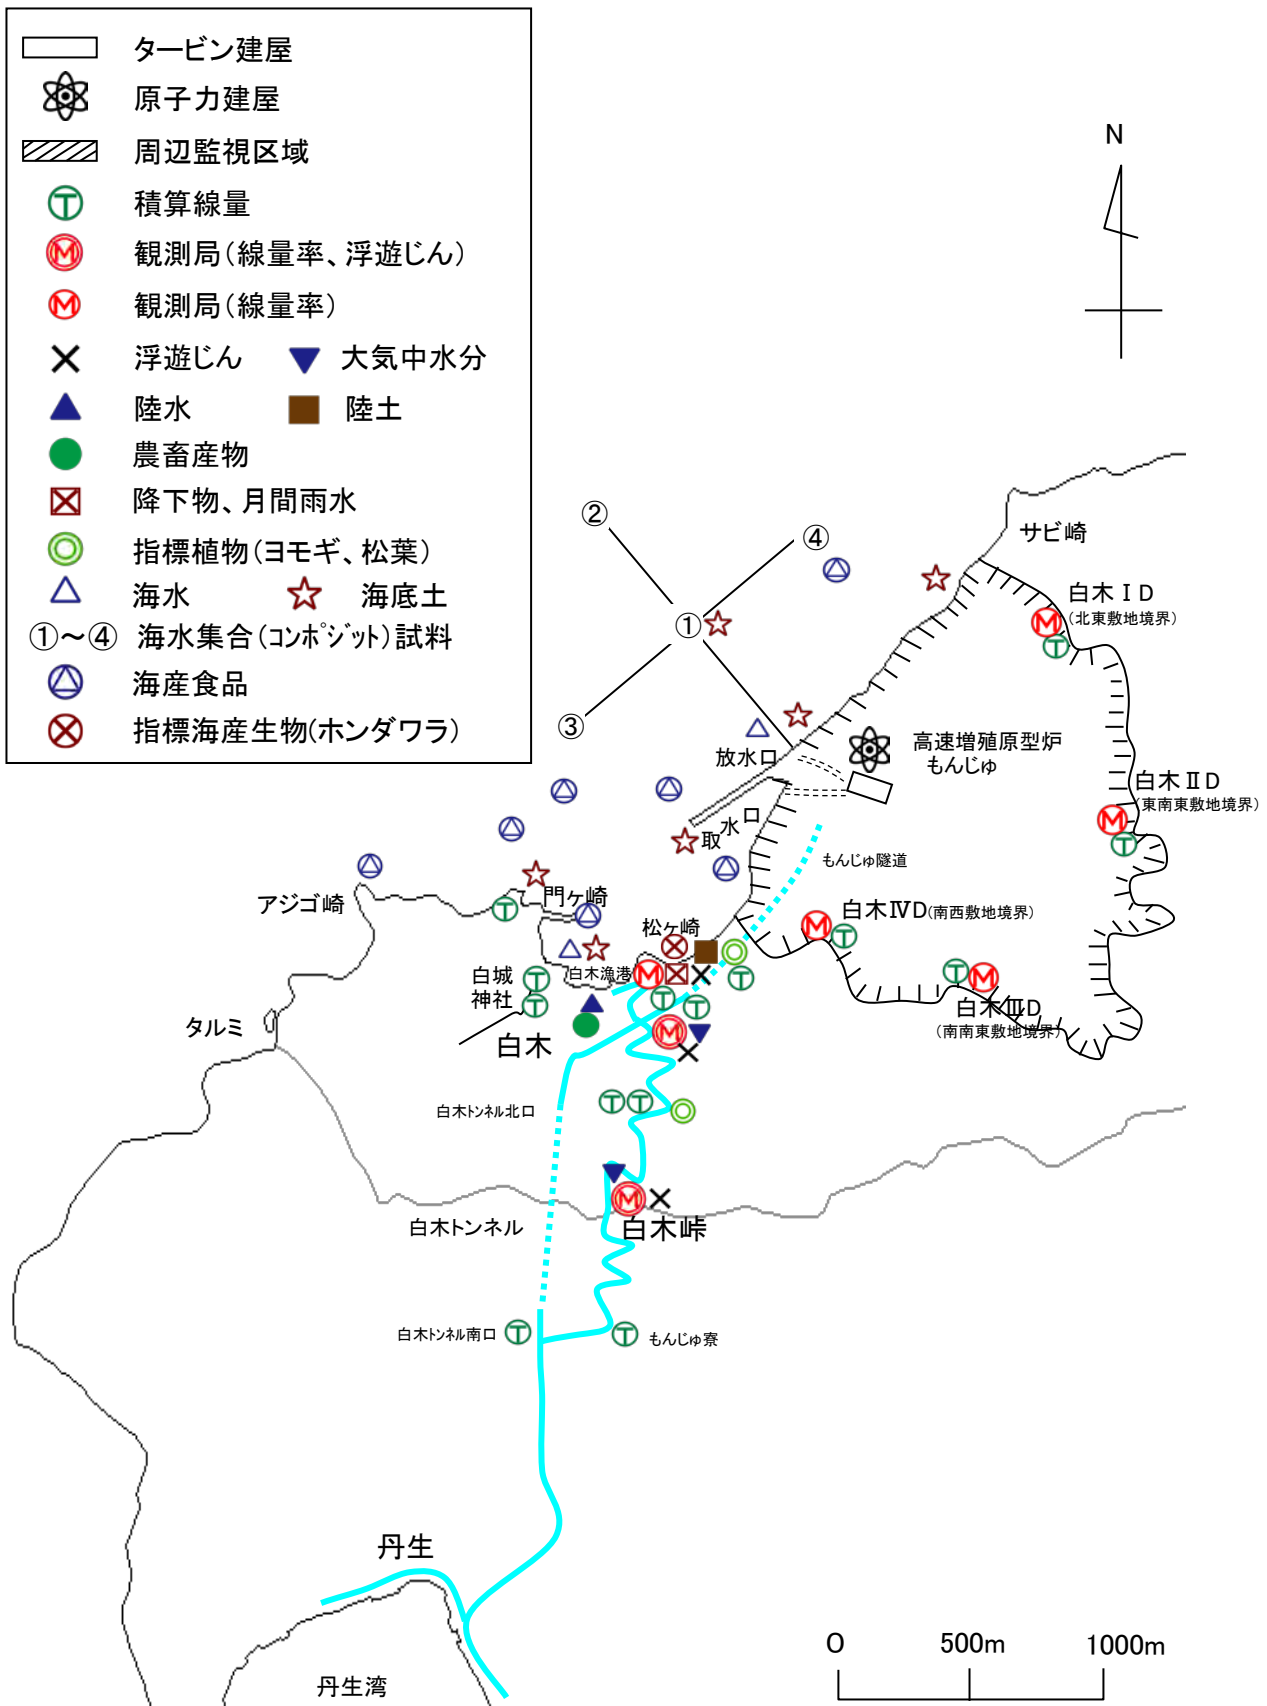 タービン建屋
原子力建屋
周辺監視区域
Ⓣ 積算線量
Ⓜ 観測局(線量率、浮遊じん)
Ⓜ 観測局(線量率)
浮遊じん 大気中水分
陸水 陸土
農畜産物
降下物、月間雨水
指標植物(ヨモギ、松葉)
海水 海底土
①～④ 海水集合(コンポジット)試料
海産食品
指標海産生物(ホンダワラ)
N
サビ崎
②
④
白木ⅠD
(北東敷地境界)
①
③
放水口
高速増殖原型炉
もんじゅ
白木ⅡD
(東南東敷地境界)
取水口
もんじゅ隧道
アジゴ崎
門ヶ崎
松ヶ崎
白木ⅣD(南西敷地境界)
白城
神社
白木漁港
白木ⅢD
(南南東敷地境界)
タルミ
白木
白木トンネル北口
白木トンネル
白木峠
白木トンネル南口
もんじゅ寮
丹生
丹生湾
0 500m 1000m